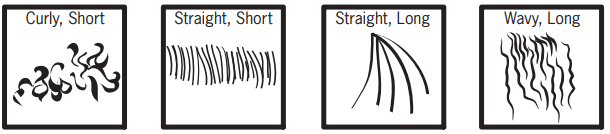 Curly, Short
Straight, Short
Straight, Long
Wavy, Long